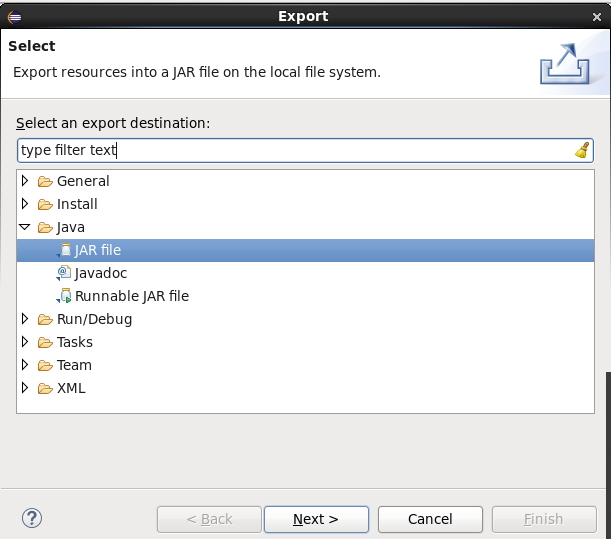 Export
Select
Export resources into a JAR file on the local file system.
Select an export destination:
type filter text
General
Install
Java
JAR file
Javadoc
Runnable JAR file
Run/Debug
Tasks
Team
XML
< Back Next > Cancel Finish